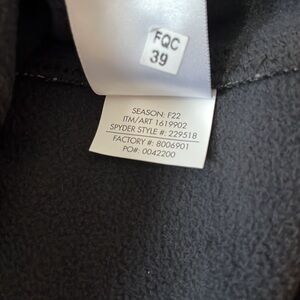 FQC
39
SEASON: F22
ITM/ART 1619902
SPYDER STYLE #: 229518
FACTORY #: 8006901
PO#: 0042200